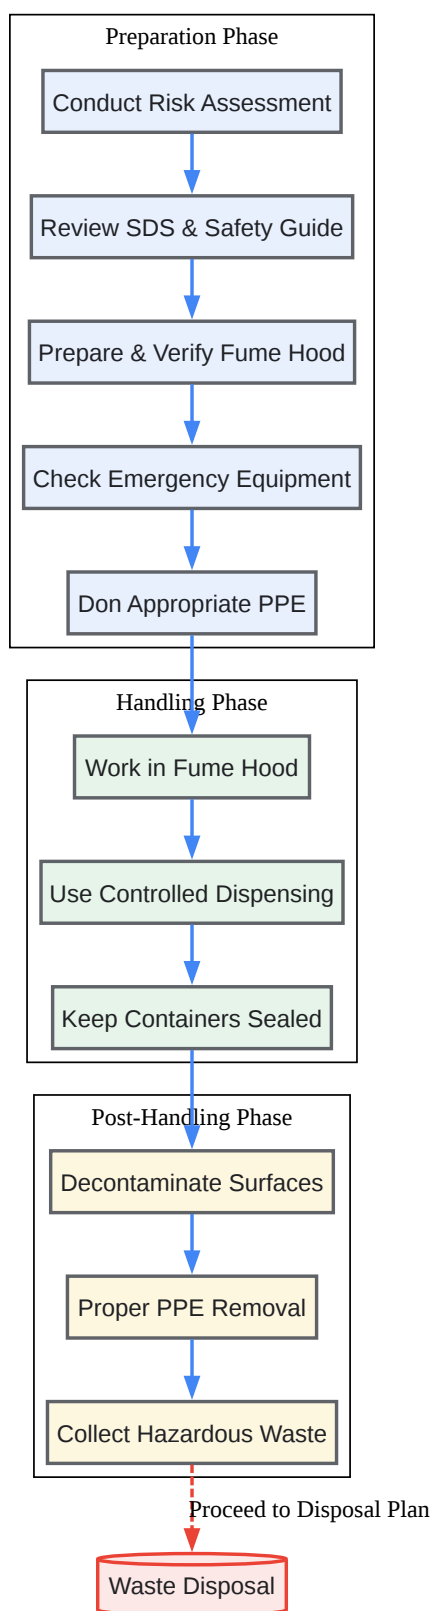 Preparation Phase
Conduct Risk Assessment
Review SDS & Safety Guide
Prepare & Verify Fume Hood
Check Emergency Equipment
Don Appropriate PPE
Handling Phase
Work in Fume Hood
Use Controlled Dispensing
Keep Containers Sealed
Post-Handling Phase
Decontaminate Surfaces
Proper PPE Removal
Collect Hazardous Waste
Proceed to Disposal Plan
Waste Disposal